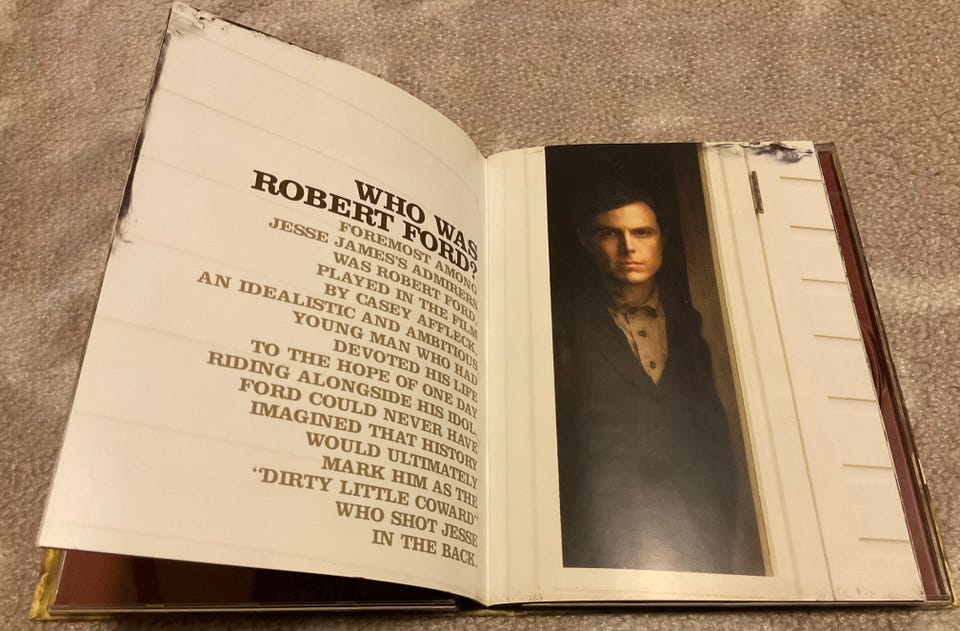 WHO WAS
ROBERT FORD?
FOREMOST AMONG
JESSE JAMES'S ADMIRERS
WAS ROBERT FORD
PLAYED IN THE FILM
BY CASEY AFFLECK.
AN IDEALISTIC AND AMBITIOUS
YOUNG MAN WHO HAD
DEVOTED HIS LIFE
TO THE HOPE OF ONE DAY
RIDING ALONGSIDE HIS IDOL,
FORD COULD NEVER HAVE
IMAGINED THAT HISTORY
WOULD ULTIMATELY
MARK HIM AS THE
"DIRTY LITTLE COWARD"
WHO SHOT JESSE
IN THE BACK.